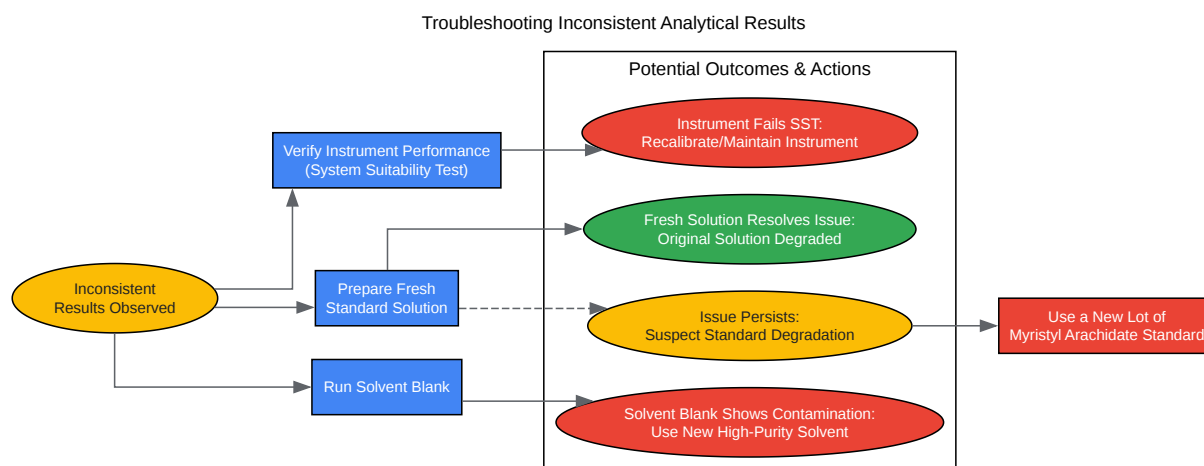 Troubleshooting Inconsistent Analytical Results
Potential Outcomes & Actions
Instrument Fails SST:
Recalibrate/Maintain Instrument
Verify Instrument Performance
(System Suitability Test)
Fresh Solution Resolves Issue:
Original Solution Degraded
Inconsistent
Results Observed
Prepare Fresh
Standard Solution
Issue Persists:
Suspect Standard Degradation
Use a New Lot of
Myristyl Arachidate Standard
Run Solvent Blank
Solvent Blank Shows Contamination:
Use New High-Purity Solvent